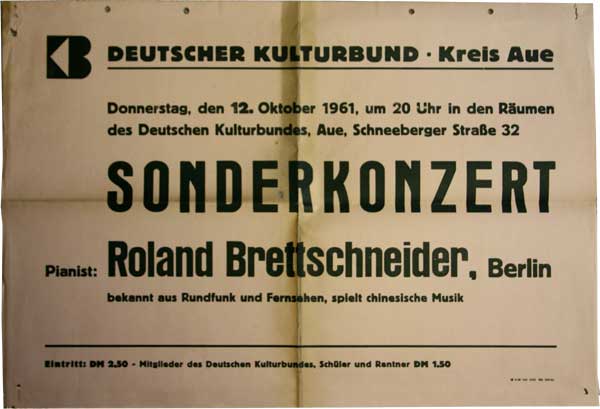 KB
DEUTSCHER KULTURBUND · Kreis Aue
Donnerstag, den 12. Oktober 1961, um 20 Uhr in den Räumen
des Deutschen Kulturbundes, Aue, Schneeberger Straße 32
SONDERKONZERT
Pianist: Roland Brettschneider, Berlin
bekannt aus Rundfunk und Fernsehen, spielt chinesische Musik
Eintritt: DM 2,50 - Mitglieder des Deutschen Kulturbundes, Schüler und Rentner DM 1,50